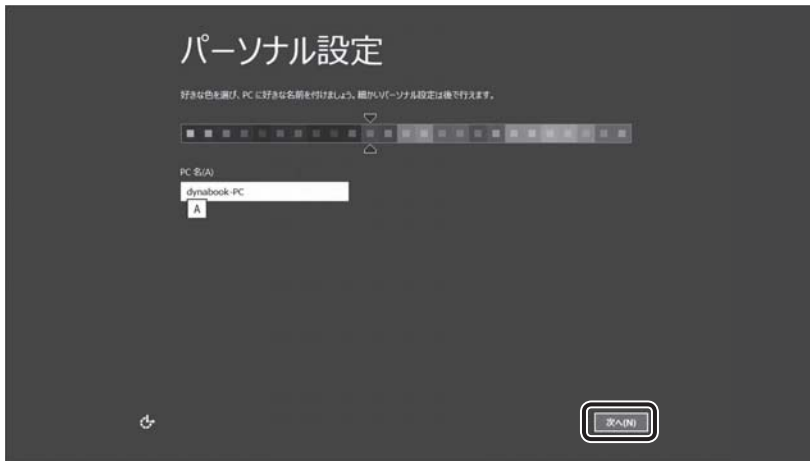 パーソナル設定
好きな色を選び、PC に好きな名前を付けましょう。細かいパーソナル設定は後で行えます。
PC 名(A)
dynabook-PC
A
次へ(N)